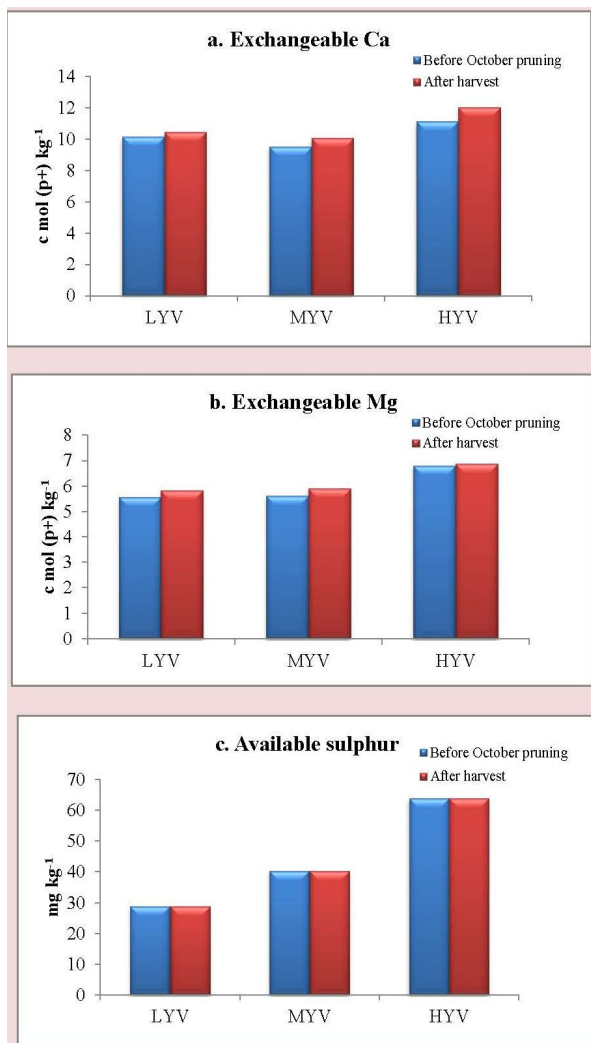 a. Exchangeable Ca
Before October pruning
After harvest
14
12
10
8
6
4
2
0
c mol (p+) kg⁻¹
LYV MYV HYV
b. Exchangeable Mg
Before October pruning
After harvest
8
7
6
5
4
3
2
1
0
c mol (p+) kg⁻¹
LYV MYV HYV
c. Available sulphur
Before October pruning
After harvest
70
60
50
40
30
20
10
0
mg kg⁻¹
LYV MYV HYV